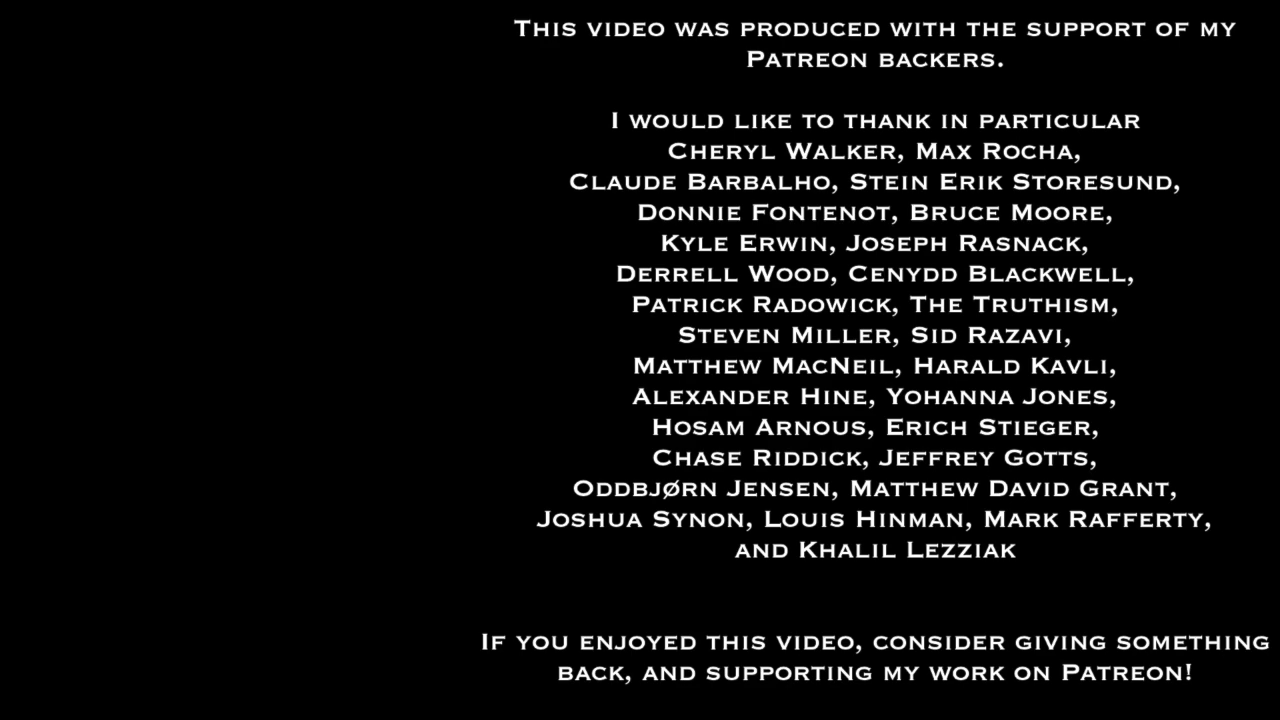 This video was produced with the support of my
Patreon backers.
I would like to thank in particular
Cheryl Walker, Max Rocha,
Claude Barbalho, Stein Erik Storesund,
Donnie Fontenot, Bruce Moore,
Kyle Erwin, Joseph Rasnack,
Derrell Wood, Cenydd Blackwell,
Patrick Radowick, The Truthism,
Steven Miller, Sid Razavi,
Matthew MacNeil, Harald Kavli,
Alexander Hine, Yohanna Jones,
Hosam Arnous, Erich Stieger,
Chase Riddick, Jeffrey Gotts,
Oddbjørn Jensen, Matthew David Grant,
Joshua Synon, Louis Hinman, Mark Rafferty,
and Khalil Lezziak
If you enjoyed this video, consider giving something
back, and supporting my work on Patreon!